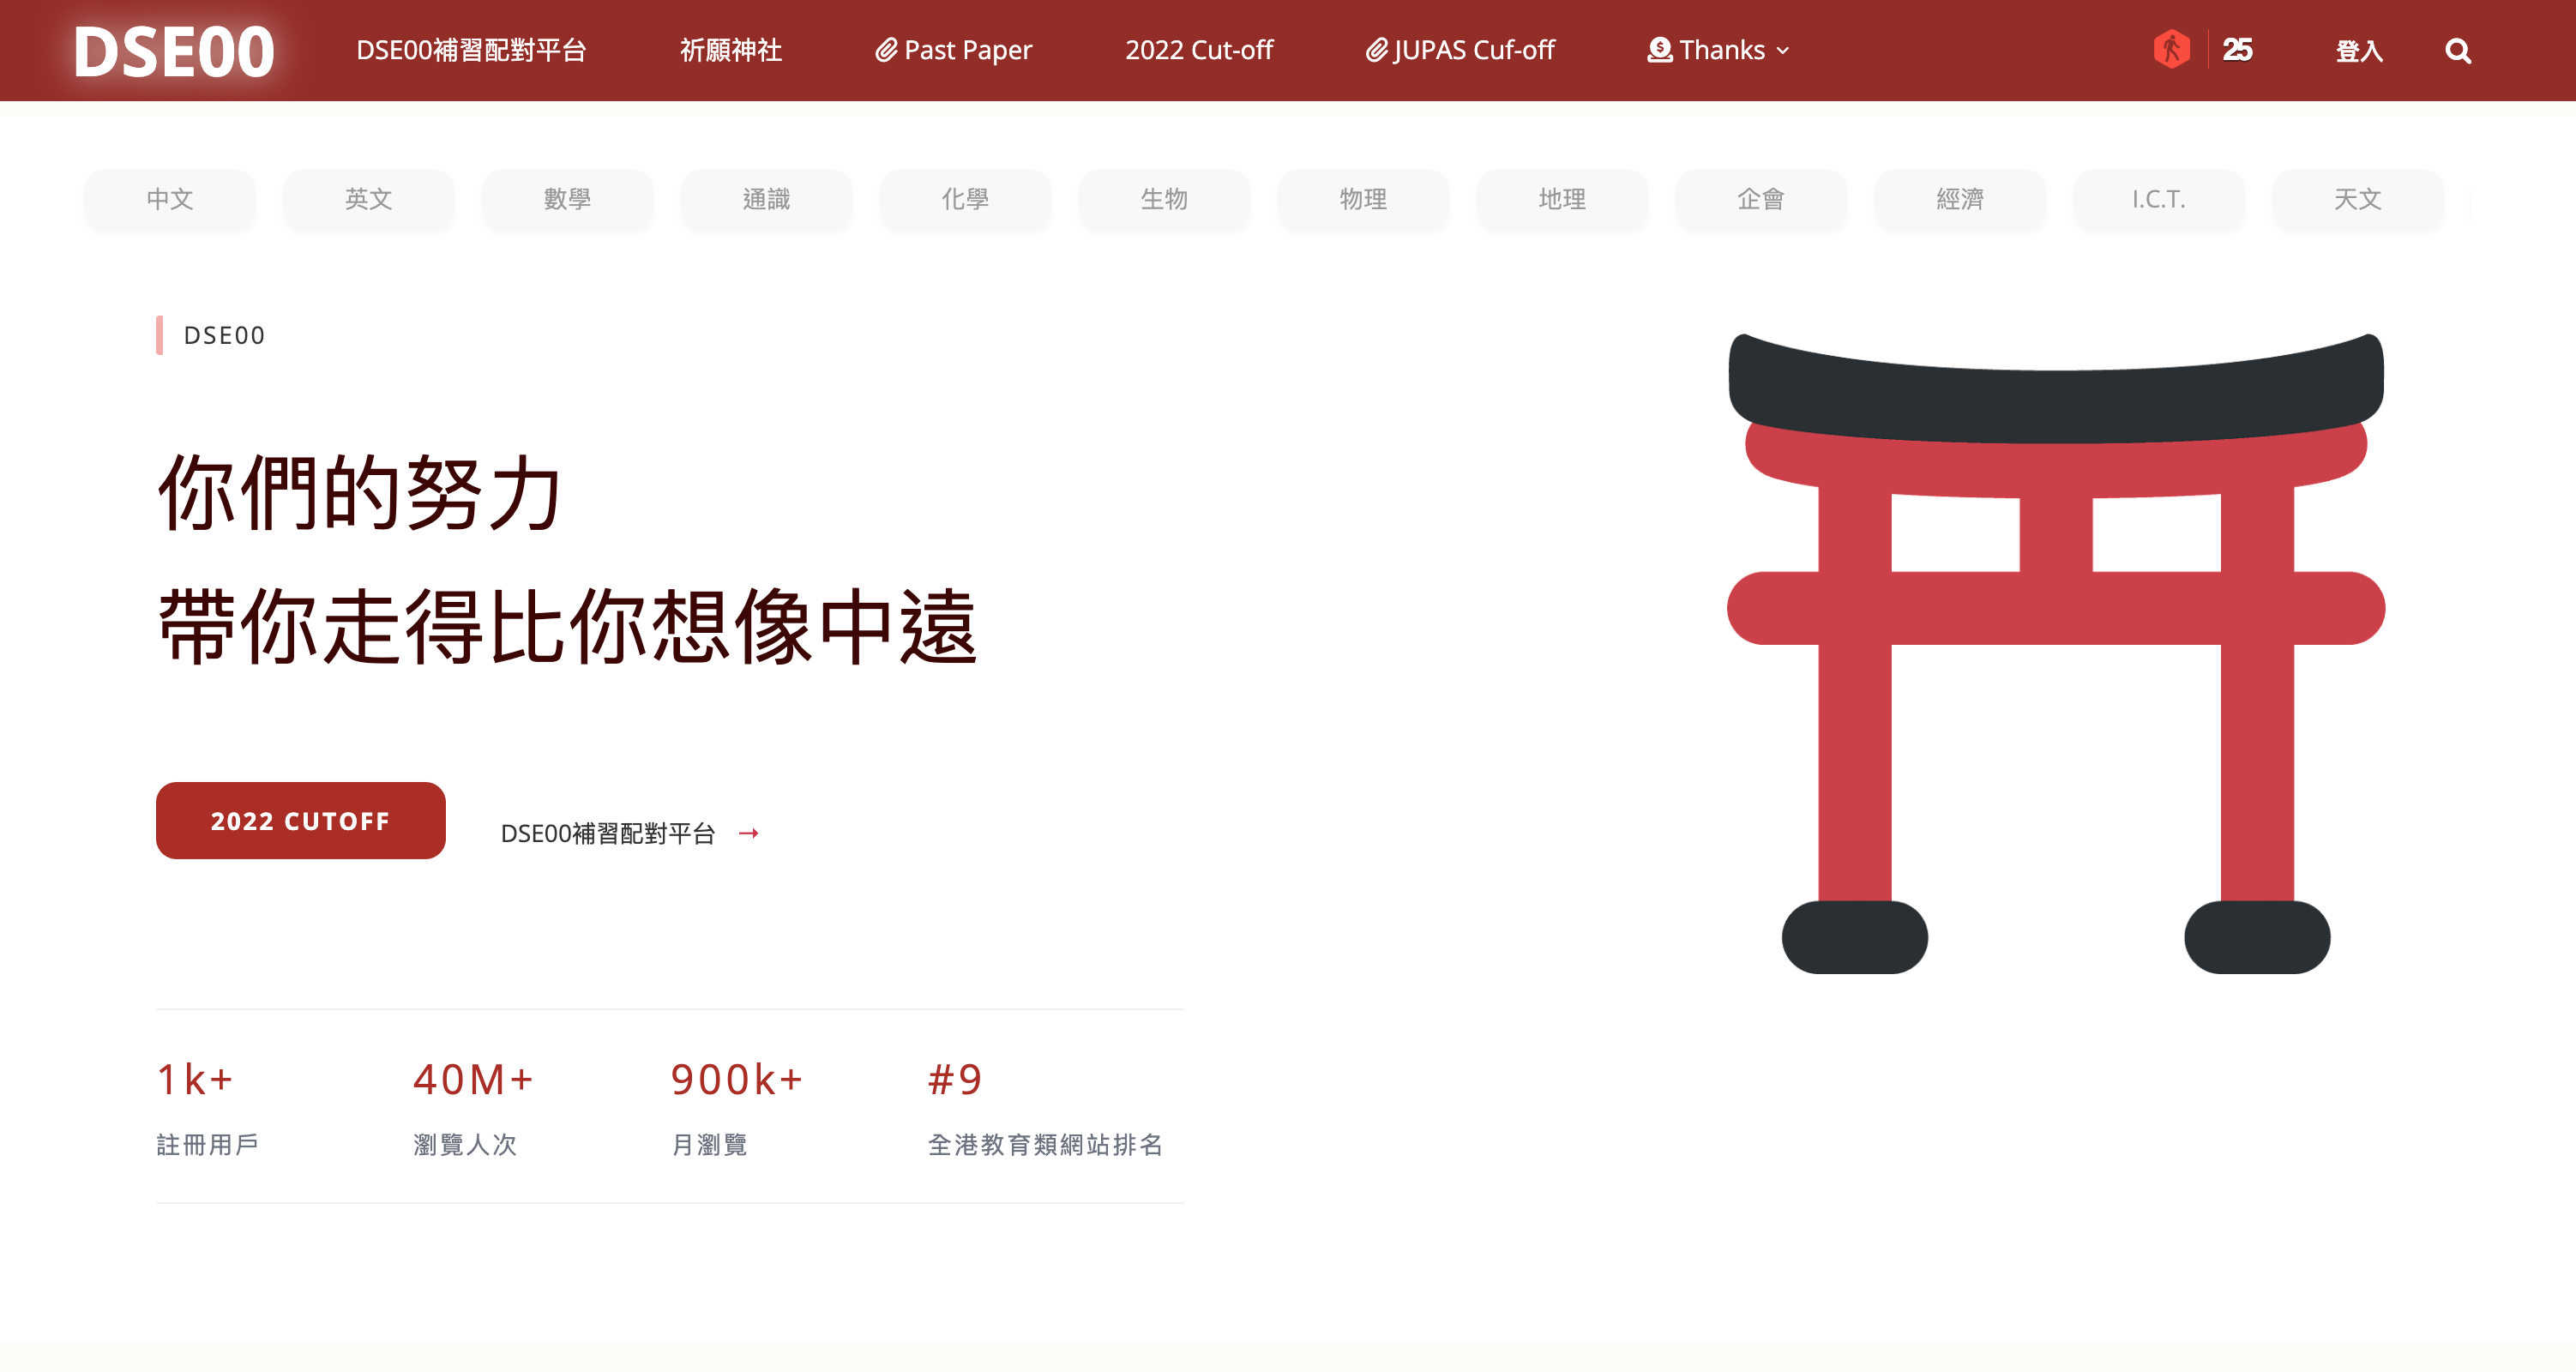 DSE00 DSE00補習配對平台 祈願神社 Past Paper 2022 Cut-off JUPAS Cuf-off Thanks 25 登入
中文 英文 數學 通識 化學 生物 物理 地理 企會 經濟 I.C.T. 天文
DSE00
你們的努力
帶你走得比你想像中遠
2022 CUTOFF DSE00補習配對平台 →
1k+ 40M+ 900k+ #9
註冊用戶 瀏覽人次 月瀏覽 全港教育類網站排名